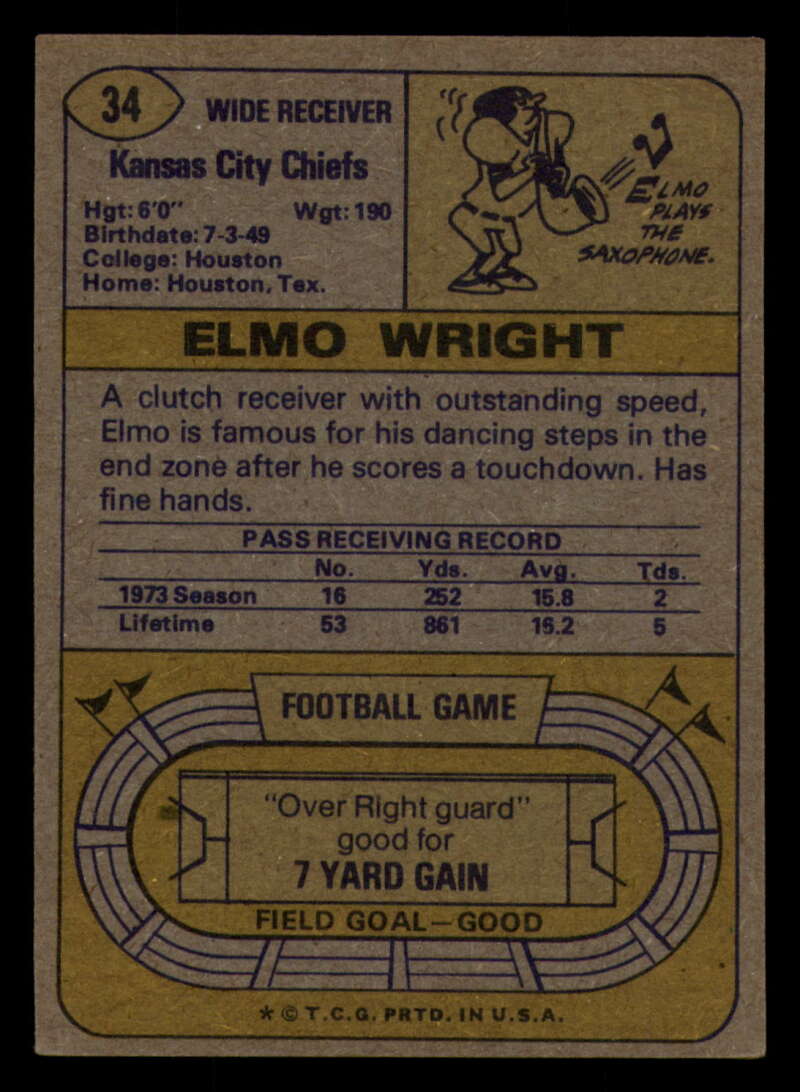 34 WIDE RECEIVER
Kansas City Chiefs
Hgt: 6'0" Wgt: 190
Birthdate: 7-3-49
College: Houston
Home: Houston, Tex.
ELMO
PLAYS
THE
SAXOPHONE.
ELMO WRIGHT
A clutch receiver with outstanding speed,
Elmo is famous for his dancing steps in the
end zone after he scores a touchdown. Has
fine hands.
PASS RECEIVING RECORD
No. Yds. Avg. Tds.
1973 Season 16 252 15.8 2
Lifetime 53 861 16.2 5
FOOTBALL GAME
"Over Right guard"
good for
7 YARD GAIN
FIELD GOAL—GOOD
* © T.C.G. PRTD. IN U.S.A.